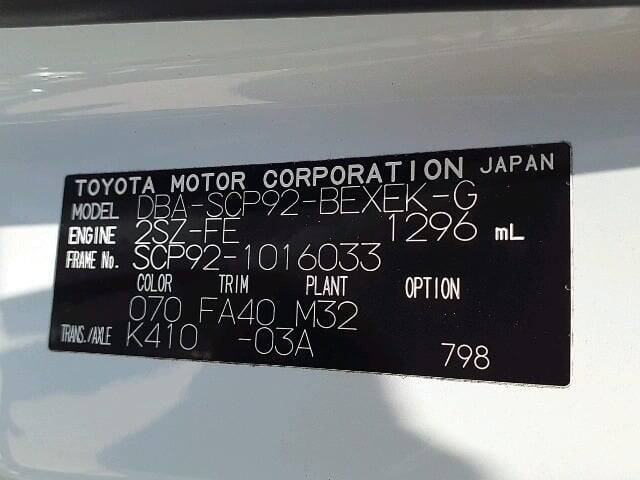 TOYOTA MOTOR CORPORATION JAPAN
MODEL DBA-SCP92-BEXEK-G
ENGINE 2SZ-FE 1296 mL
FRAME No. SCP92-1016033
COLOR TRIM PLANT OPTION
070 FA40 M32
TRANS./AXLE K410 -03A
798